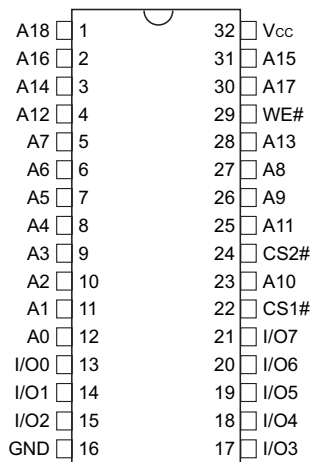 A18 1 32 Vcc
A16 2 31 A15
A14 3 30 A17
A12 4 29 WE#
A7 5 28 A13
A6 6 27 A8
A5 7 26 A9
A4 8 25 A11
A3 9 24 CS2#
A2 10 23 A10
A1 11 22 CS1#
A0 12 21 I/O7
I/O0 13 20 I/O6
I/O1 14 19 I/O5
I/O2 15 18 I/O4
GND 16 17 I/O3